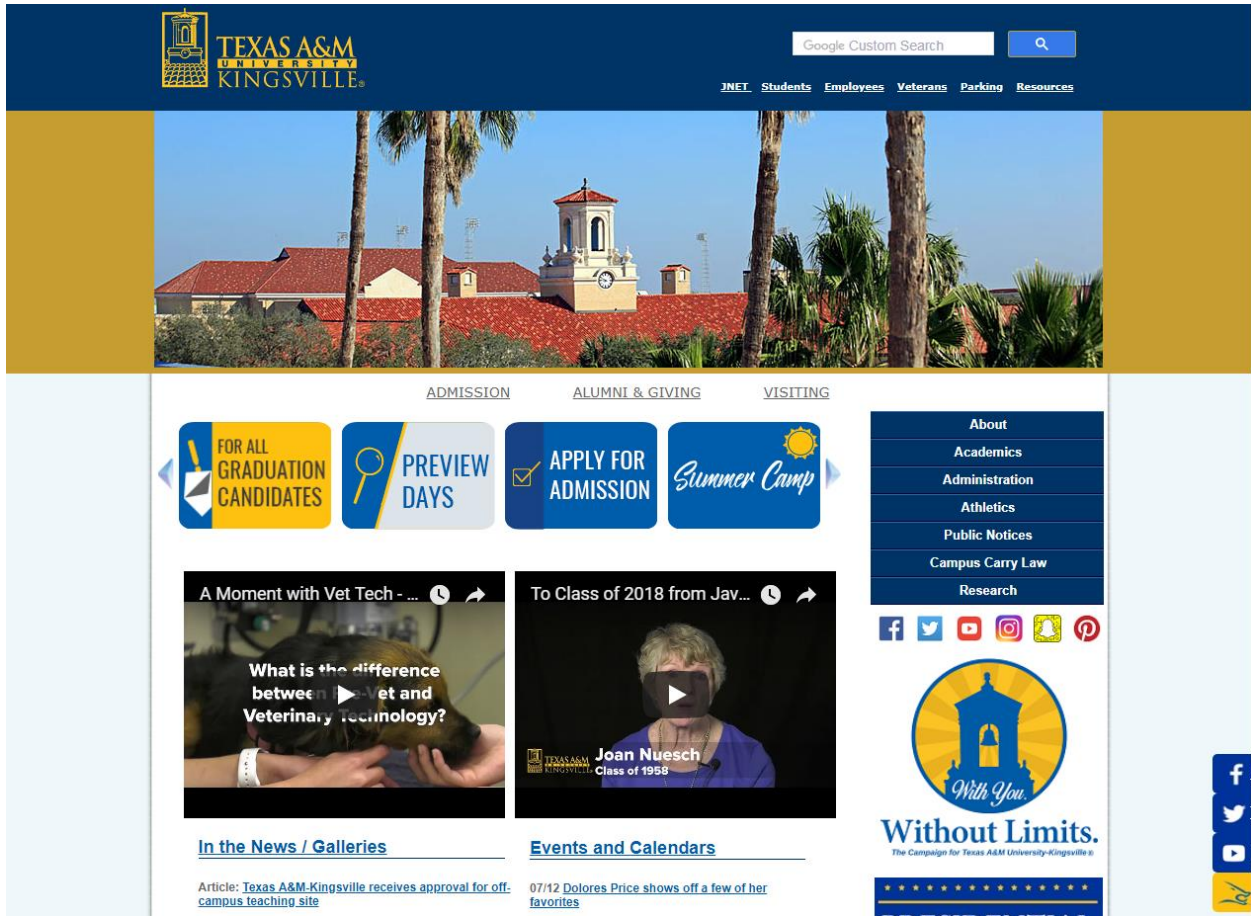 TEXAS A&M
UNIVERSITY
KINGSVILLE®
Google Custom Search
JNET Students Employees Veterans Parking Resources
ADMISSION ALUMNI & GIVING VISITING
FOR ALL
GRADUATION
CANDIDATES
PREVIEW
DAYS
APPLY FOR
ADMISSION
Summer Camp
About
Academics
Administration
Athletics
Public Notices
Campus Carry Law
Research
A Moment with Vet Tech - ...
What is the difference
between Pre-Vet and
Veterinary Technology?
To Class of 2018 from Jav...
TEXAS A&M
KINGSVILLE
Joan Nuesch
Class of 1958
With You.
Without Limits.
The Campaign for Texas A&M University-Kingsville®
In the News / Galleries
Article: Texas A&M-Kingsville receives approval for off-
campus teaching site
Events and Calendars
07/12 Dolores Price shows off a few of her
favorites